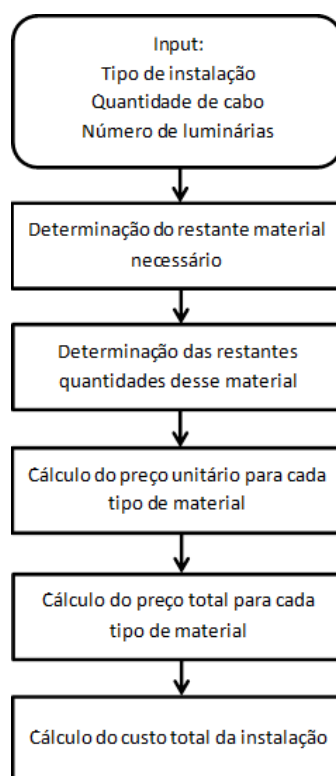 Input:
Tipo de instalação
Quantidade de cabo
Número de luminárias
Determinação do restante material
necessário
Determinação das restantes
quantidades desse material
Cálculo do preço unitário para cada
tipo de material
Cálculo do preço total para cada
tipo de material
Cálculo do custo total da instalação